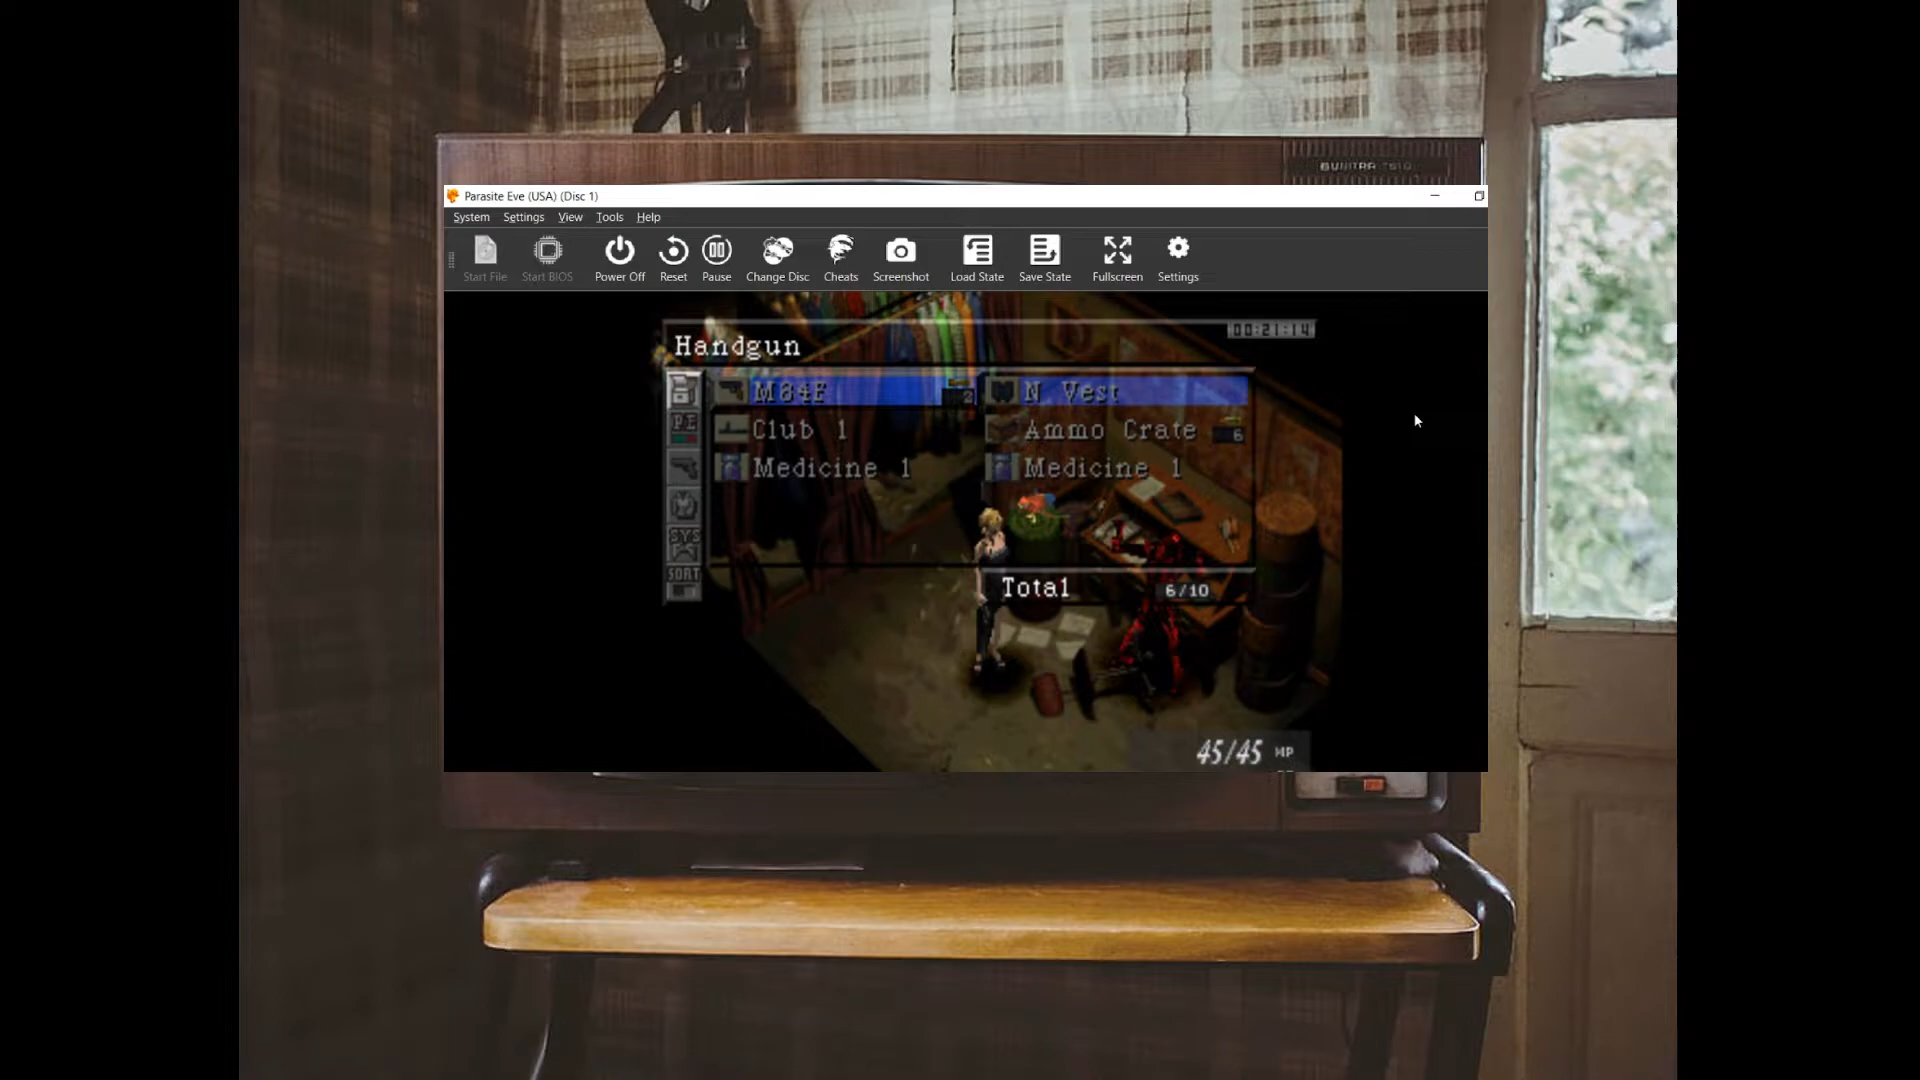 Parasite Eve (USA) (Disc 1)
System Settings View Tools Help
Start File Start BIOS Power Off Reset Pause Change Disc Cheats Screenshot Load State Save State Fullscreen Settings
00:21:14
Handgun
M84F 2 N Vest
PE
Club 1 Ammo Crate 6
Medicine 1 Medicine 1
SYS
SORT
Total 6/10
45/45 HP